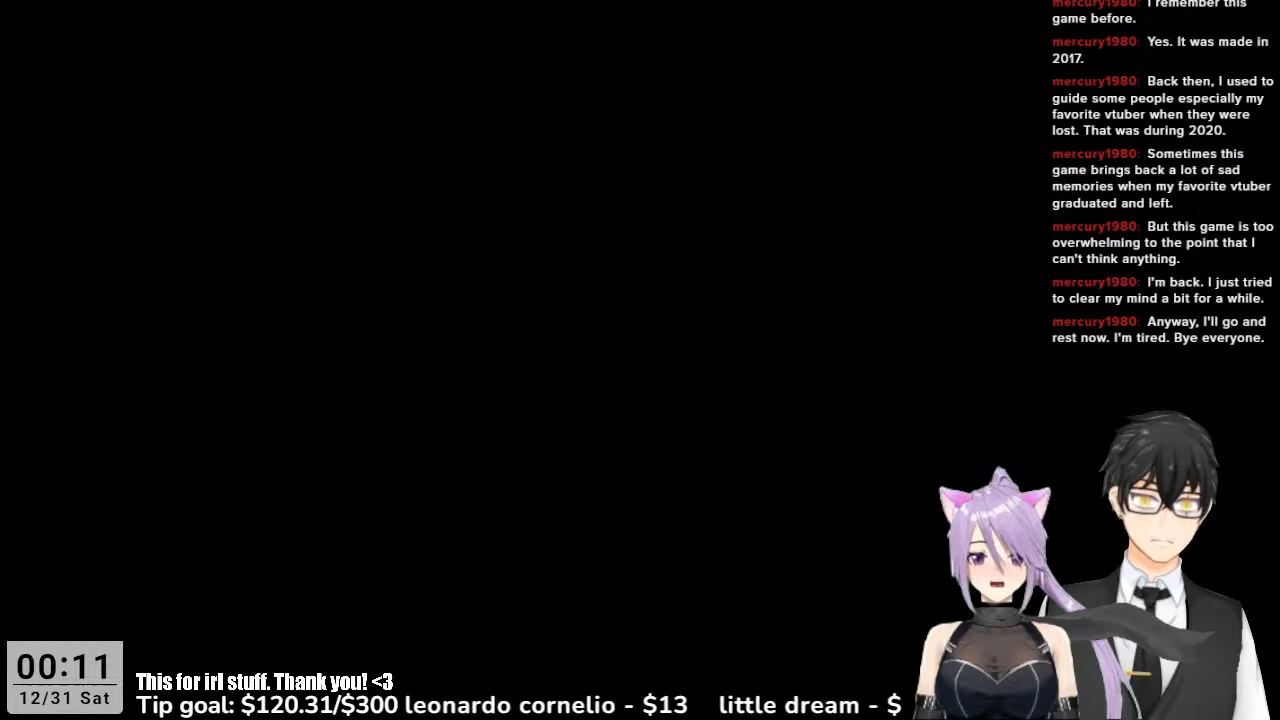 mercury1980: I remember this
game before.
mercury1980: Yes. It was made in
2017.
mercury1980: Back then, I used to
guide some people especially my
favorite vtuber when they were
lost. That was during 2020.
mercury1980: Sometimes this
game brings back a lot of sad
memories when my favorite vtuber
graduated and left.
mercury1980: But this game is too
overwhelming to the point that I
can't think anything.
mercury1980: I'm back. I just tried
to clear my mind a bit for a while.
mercury1980: Anyway, I'll go and
rest now. I'm tired. Bye everyone.
00:11
12/31 Sat
This for irl stuff. Thank you! <3
Tip goal: $120.31/$300 leonardo cornelio - $13 little dream - $